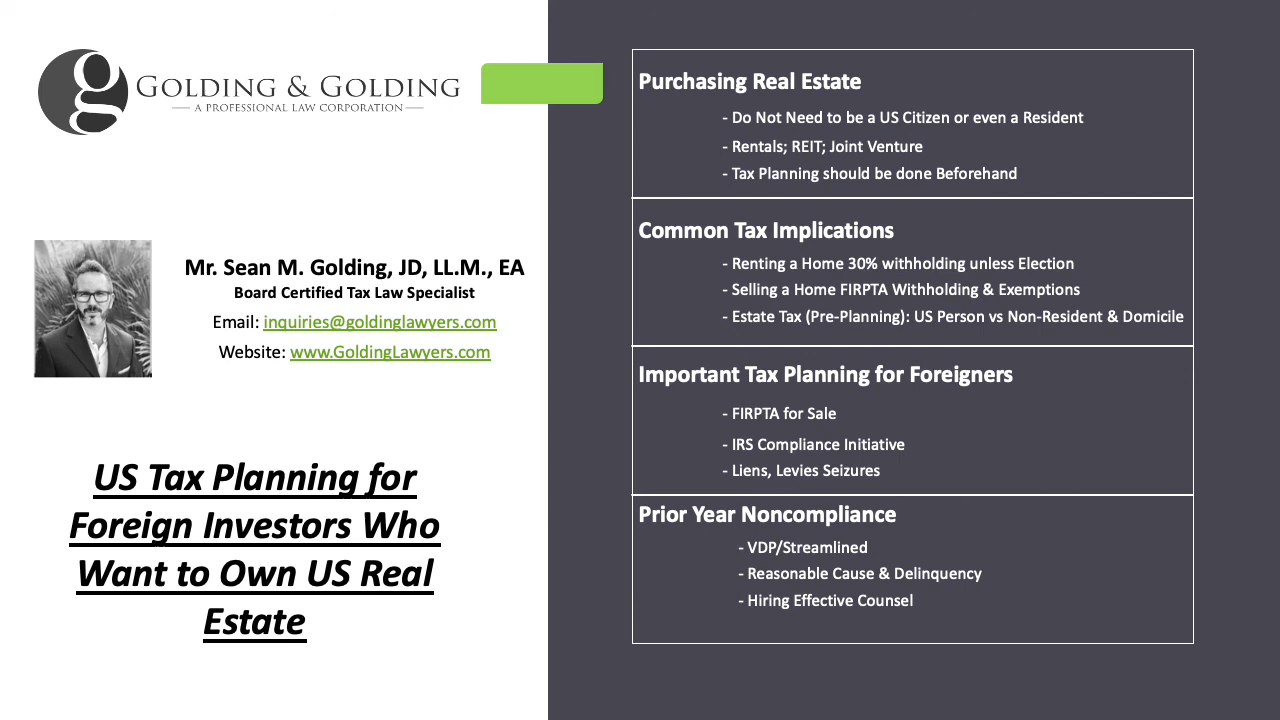 GOLDING & GOLDING
A PROFESSIONAL LAW CORPORATION
Mr. Sean M. Golding, JD, LL.M., EA
Board Certified Tax Law Specialist
Email: inquiries@goldinglawyers.com
Website: www.GoldingLawyers.com
US Tax Planning for
Foreign Investors Who
Want to Own US Real
Estate
Purchasing Real Estate
- Do Not Need to be a US Citizen or even a Resident
- Rentals; REIT; Joint Venture
- Tax Planning should be done Beforehand
Common Tax Implications
- Renting a Home 30% withholding unless Election
- Selling a Home FIRPTA Withholding & Exemptions
- Estate Tax (Pre-Planning): US Person vs Non-Resident & Domicile
Important Tax Planning for Foreigners
- FIRPTA for Sale
- IRS Compliance Initiative
- Liens, Levies Seizures
Prior Year Noncompliance
- VDP/Streamlined
- Reasonable Cause & Delinquency
- Hiring Effective Counsel